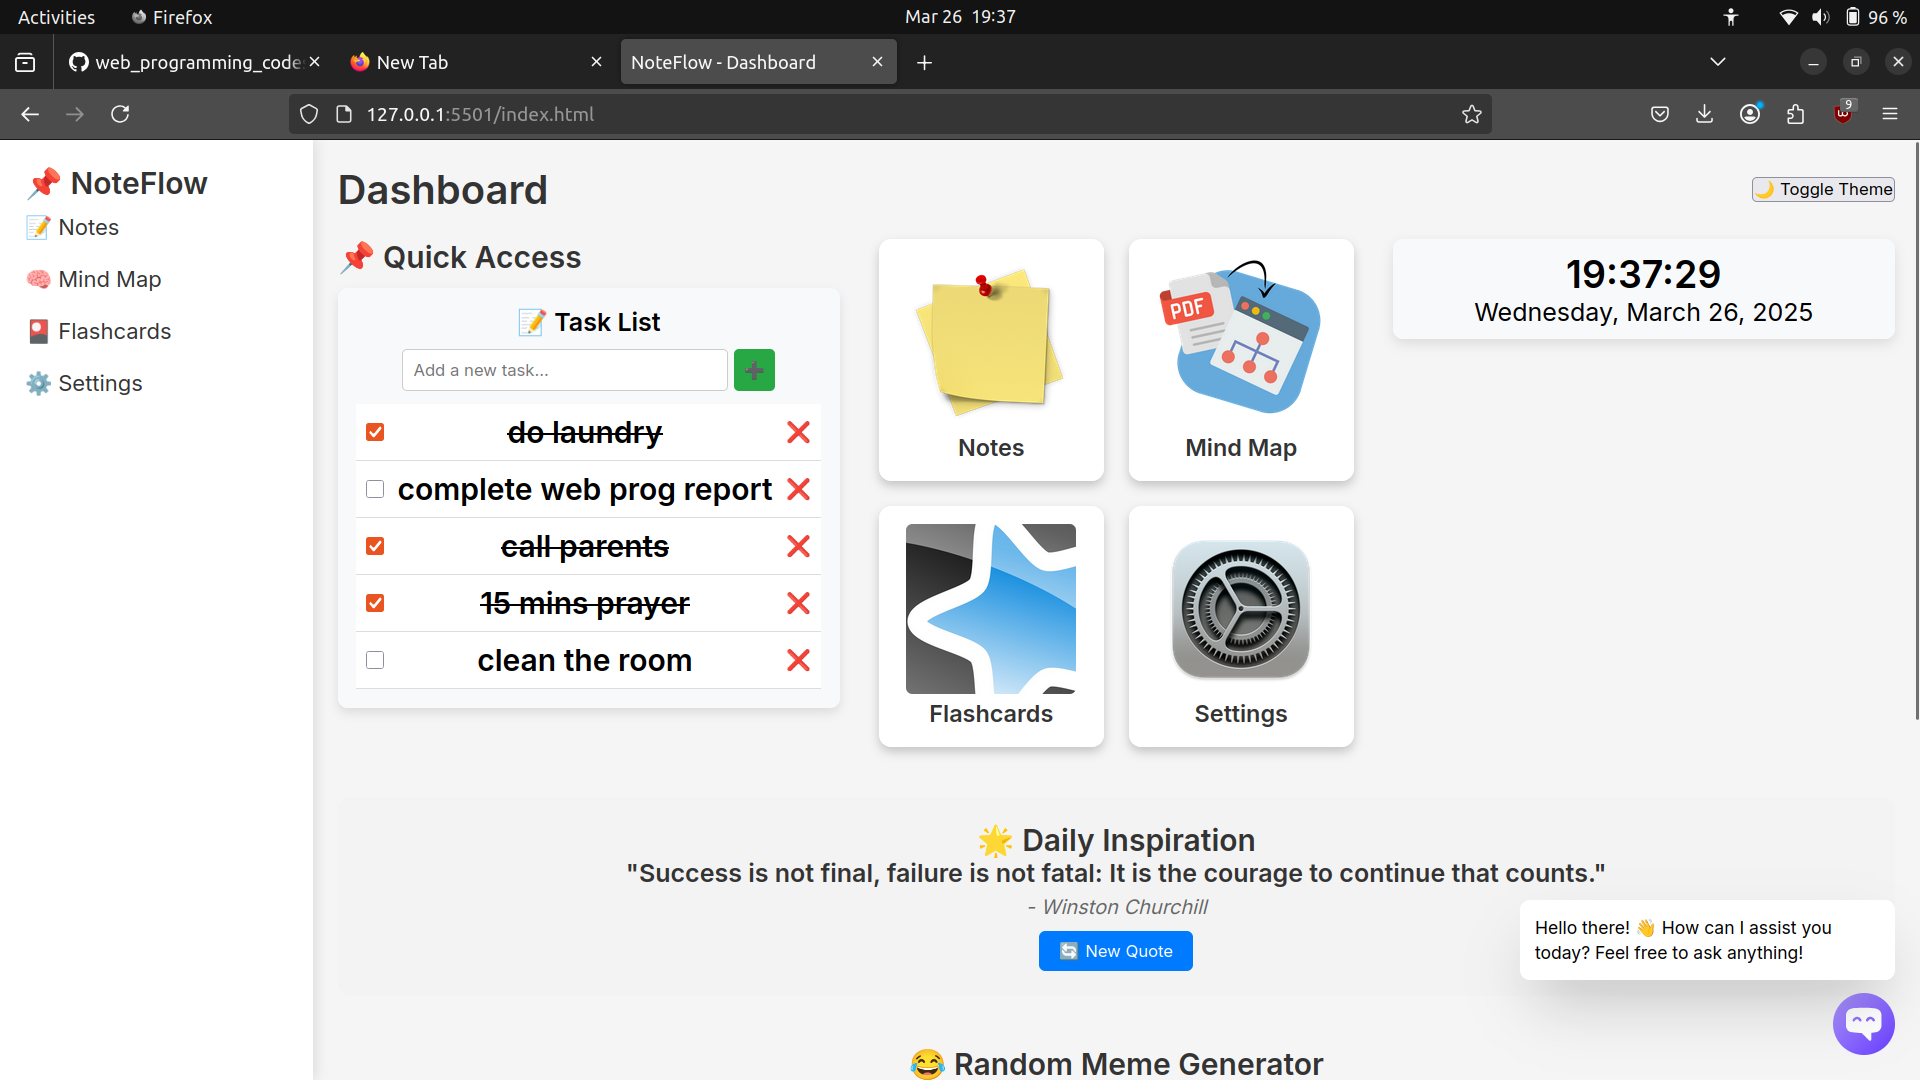 Activities
Firefox
Mar 26 19:37
96 %
web_programming_code
New Tab
NoteFlow - Dashboard
127.0.0.1:5501/index.html
9
NoteFlow
Notes
Mind Map
Flashcards
Settings
Dashboard
Toggle Theme
Quick Access
Task List
Add a new task...
do laundry
complete web prog report
call parents
15 mins prayer
clean the room
Notes
PDF
Mind Map
Flashcards
Settings
19:37:29
Wednesday, March 26, 2025
Daily Inspiration
"Success is not final, failure is not fatal: It is the courage to continue that counts."
- Winston Churchill
New Quote
Hello there! 👋 How can I assist you
today? Feel free to ask anything!
Random Meme Generator